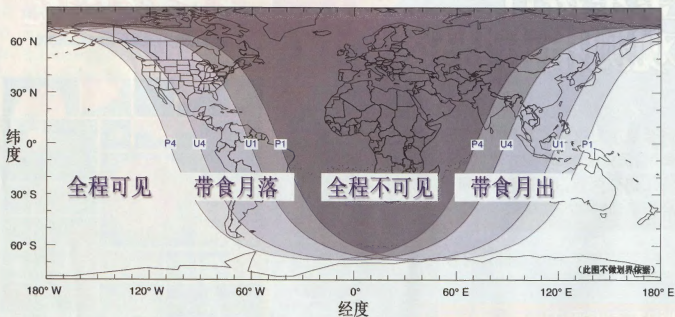 60° N
30° N
0°
30° S
60° S
纬度
P4 U4 U1 P1 P4 U4 U1 P1
全程可见 带食月落 全程不可见 带食月出
(此图不做划界依据)
180° W 120° W 60° W 0° 60° E 120° E 180° E
经度